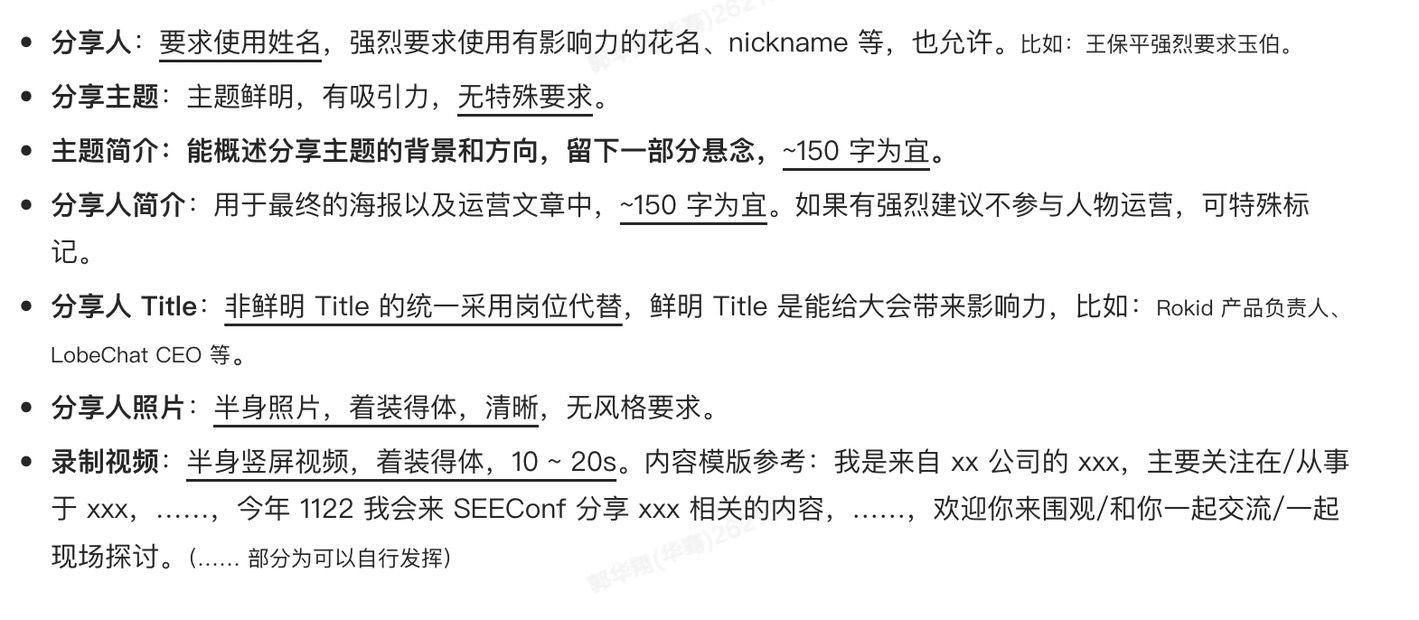 分享人：要求使用姓名，强烈要求使用有影响力的花名、nickname 等，也允许。比如：王保平强烈要求玉伯。
分享主题：主题鲜明，有吸引力，无特殊要求。
主题简介：能概述分享主题的背景和方向，留下一部分悬念，~150 字为宜。
分享人简介：用于最终的海报以及运营文章中，~150 字为宜。如果有强烈建议不参与人物运营，可特殊标
记。
分享人 Title：非鲜明 Title 的统一采用岗位代替，鲜明 Title 是能给大会带来影响力，比如：Rokid 产品负责人、
LobeChat CEO 等。
分享人照片：半身照片，着装得体，清晰，无风格要求。
录制视频：半身竖屏视频，着装得体，10 ~ 20s。内容模版参考：我是来自 xx 公司的 xxx，主要关注在/从事
于 xxx，……，今年 1122 我会来 SEEConf 分享 xxx 相关的内容，……，欢迎你来围观/和你一起交流/一起
现场探讨。(…… 部分为可以自行发挥)
郭华翔(华骞)262